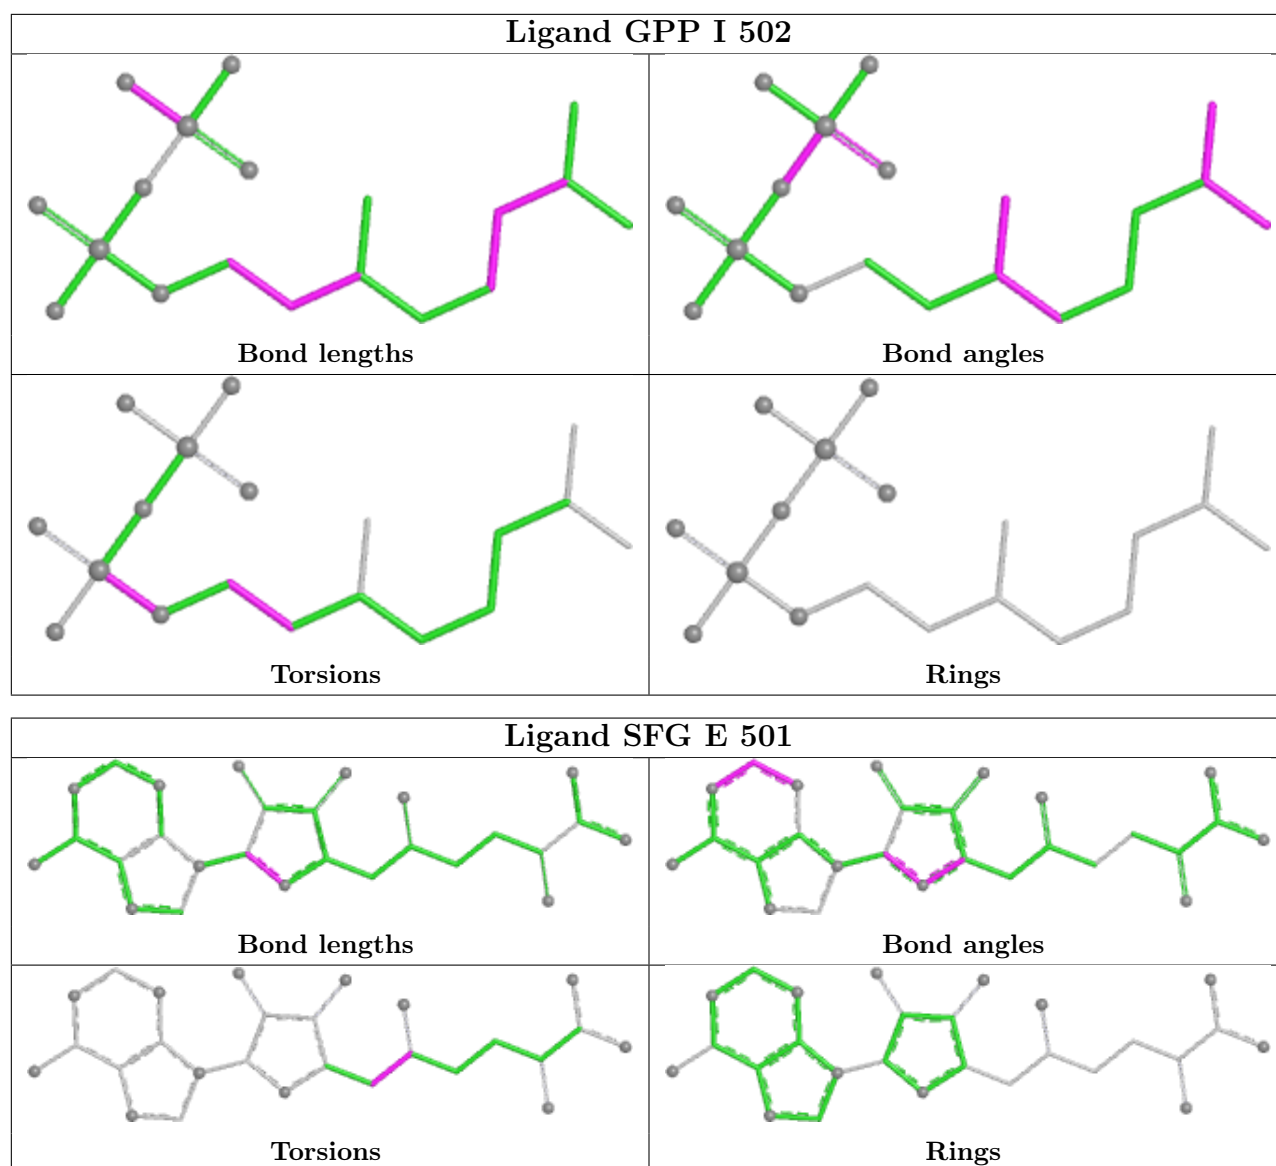 Ligand GPP I 502
Bond lengths
Bond angles
Torsions
Rings
Ligand SFG E 501
Bond lengths
Bond angles
Torsions
Rings